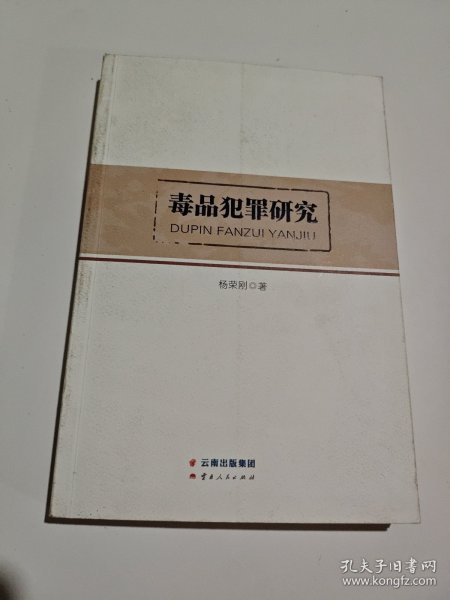 毒品犯罪研究
DUPIN FANZUI YANJIU
杨荣刚◎著
云南出版集团
云南人民出版社
孔夫子旧书网
www.kongfz.com